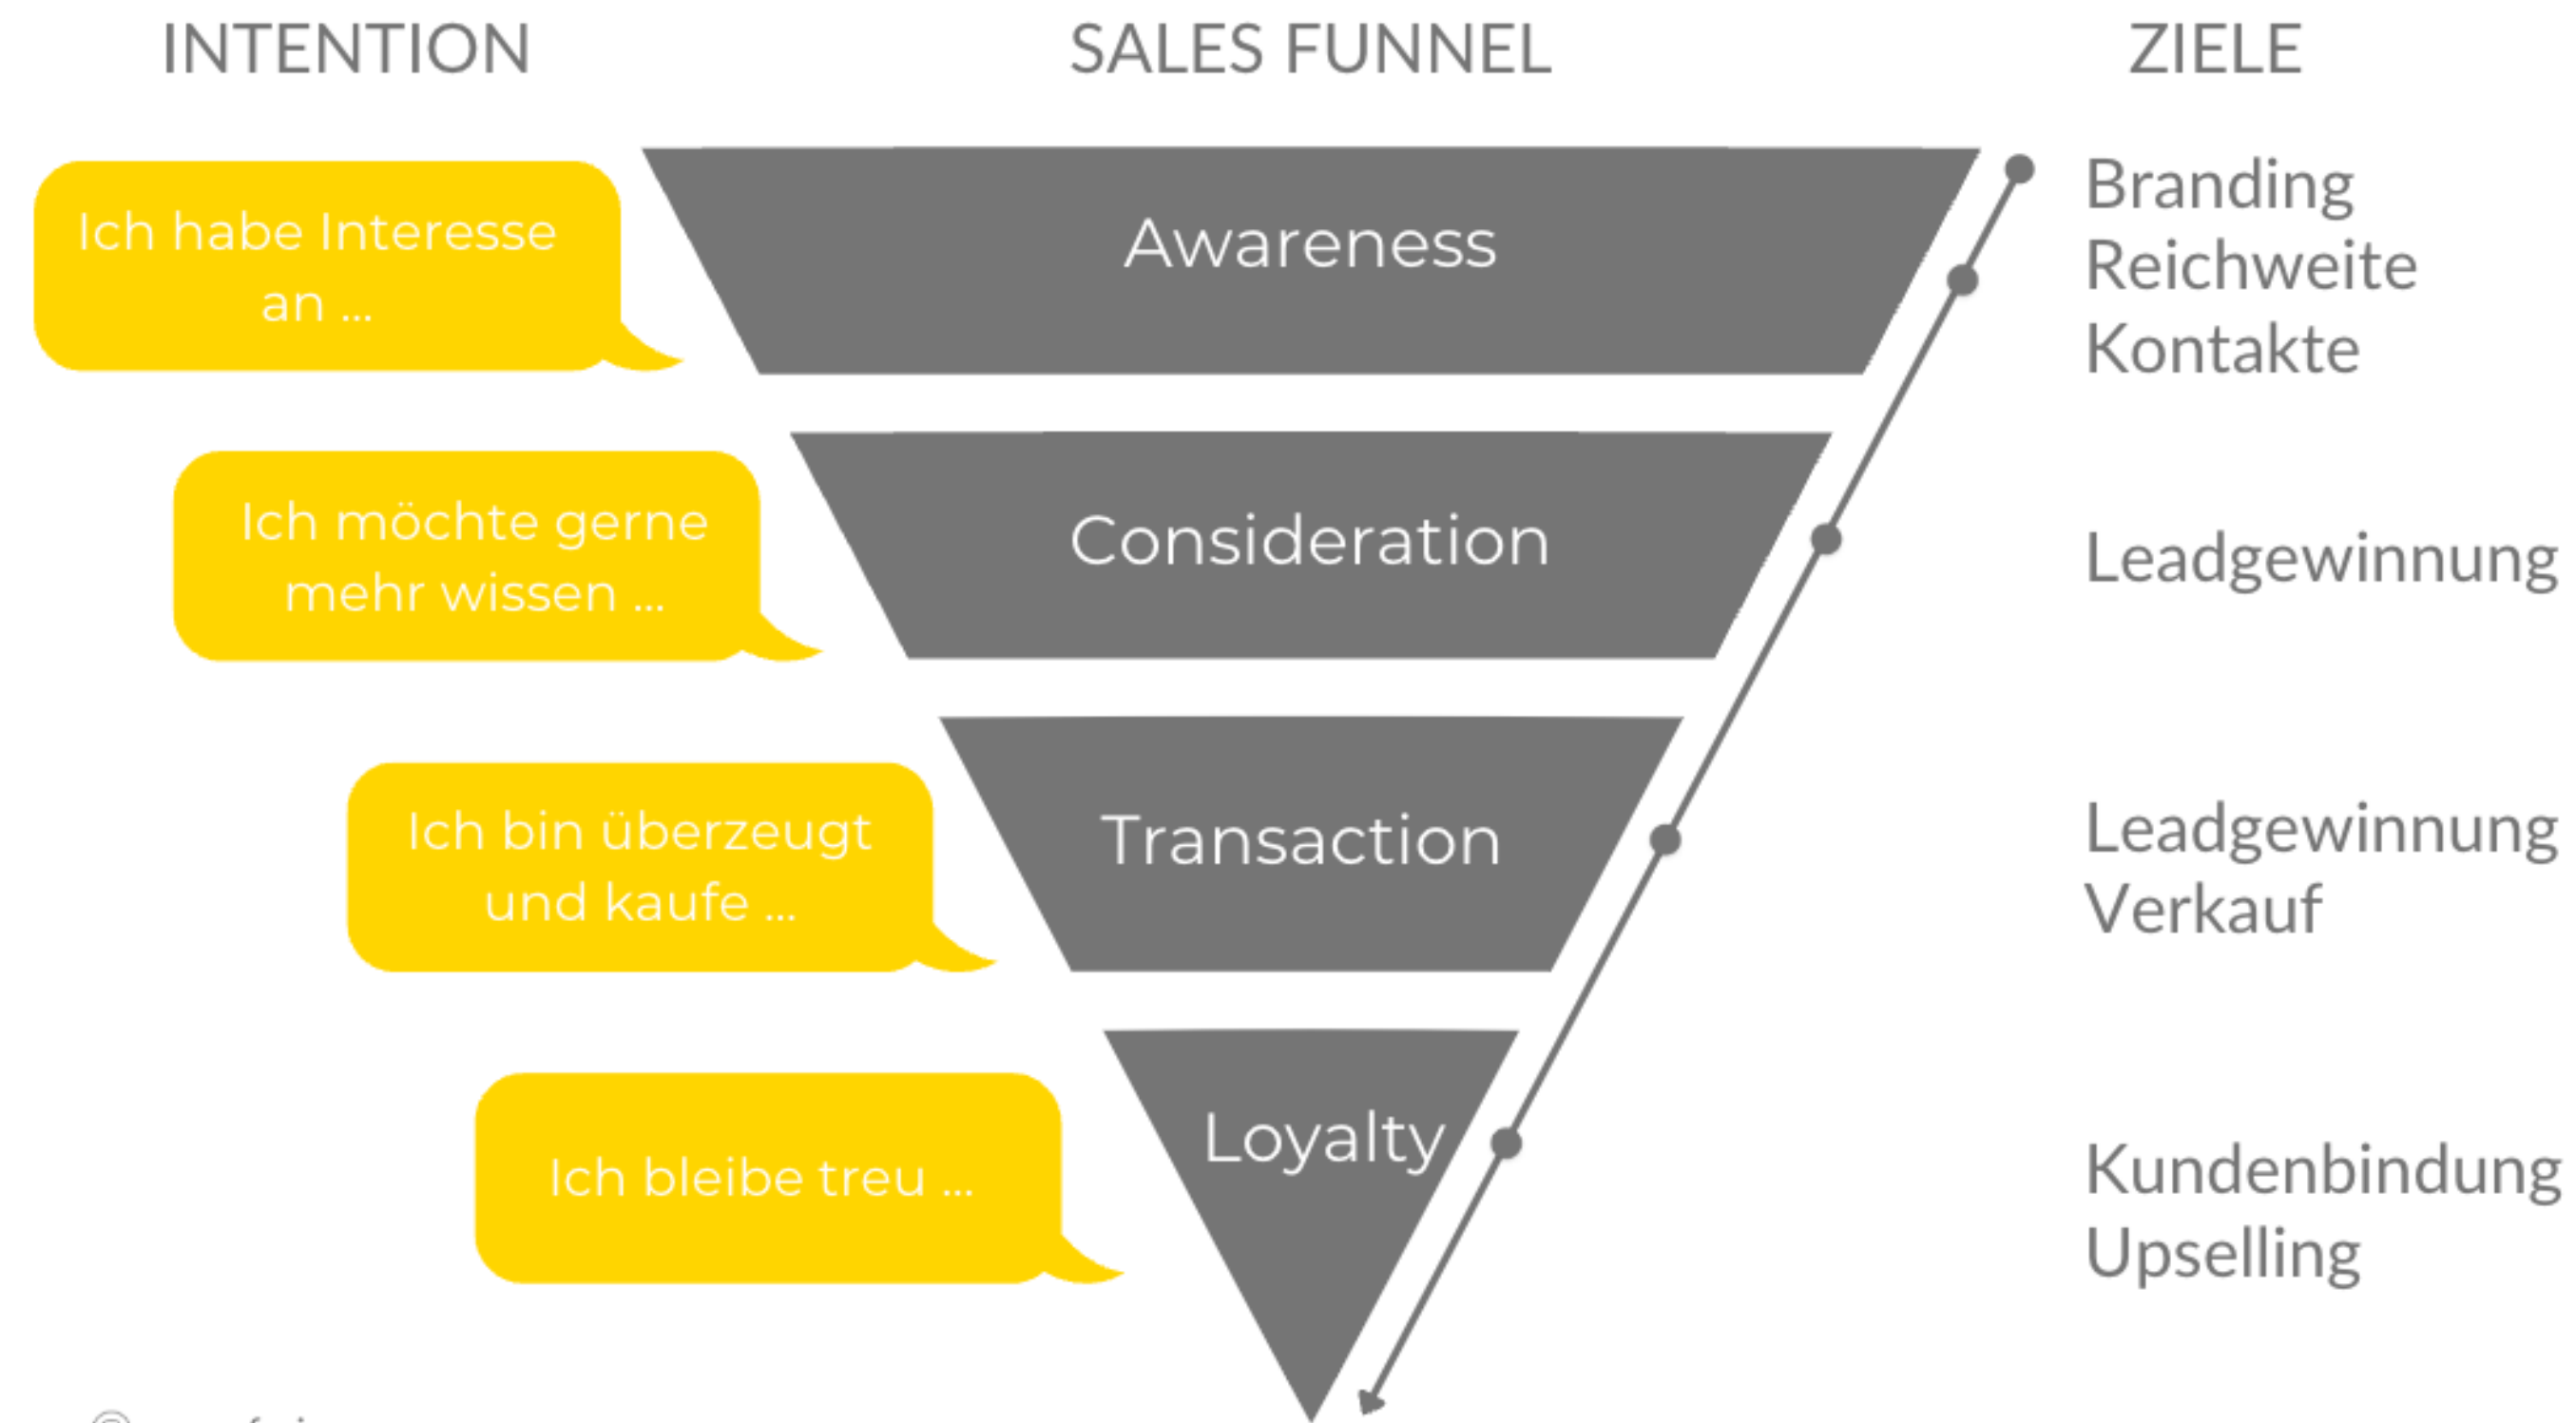 INTENTION
SALES FUNNEL
ZIELE
Ich habe Interesse
an ...
Awareness
Branding
Reichweite
Kontakte
Ich möchte gerne
mehr wissen ...
Consideration
Leadgewinnung
Ich bin überzeugt
und kaufe ...
Transaction
Leadgewinnung
Verkauf
Ich bleibe treu ...
Loyalty
Kundenbindung
Upselling